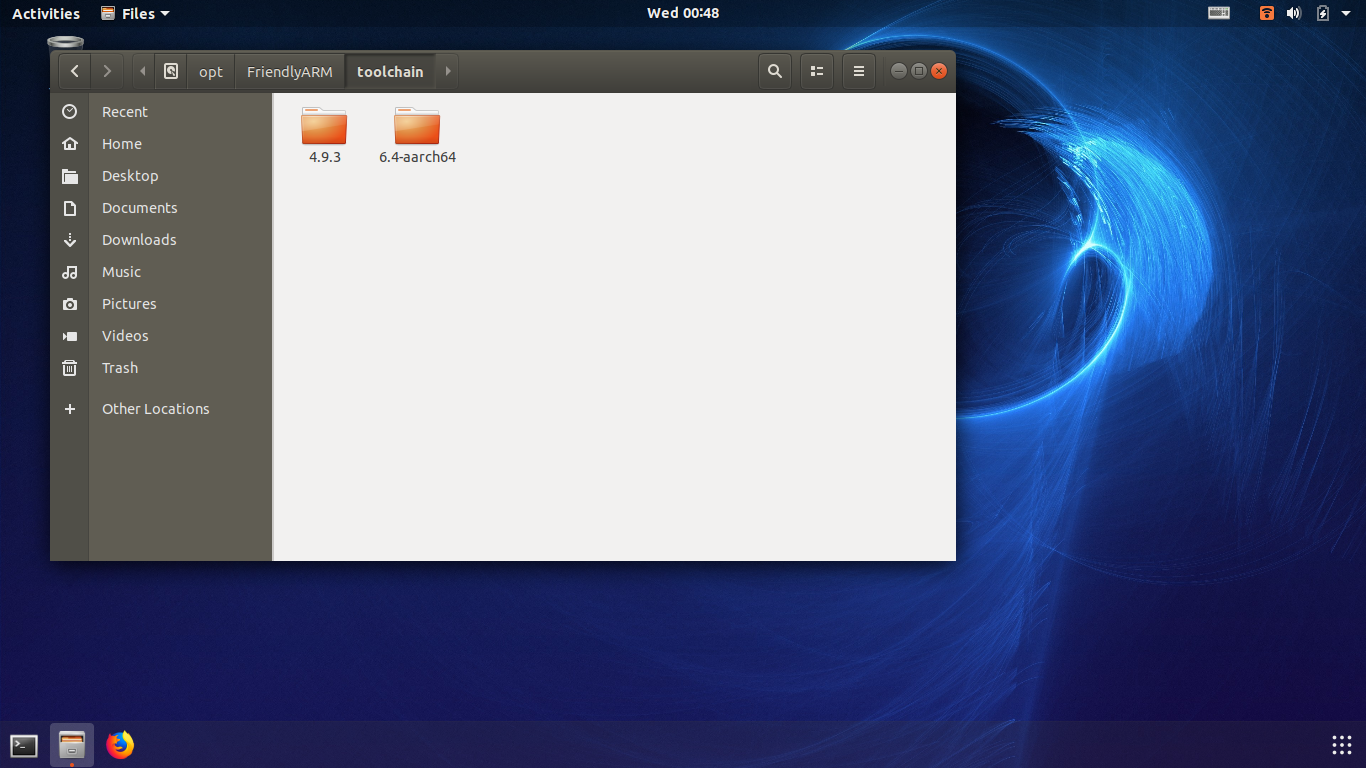 Activities Files Wed 00:48
opt FriendlyARM toolchain
Recent
Home
Desktop
Documents
Downloads
Music
Pictures
Videos
Trash
Other Locations
4.9.3 6.4-aarch64